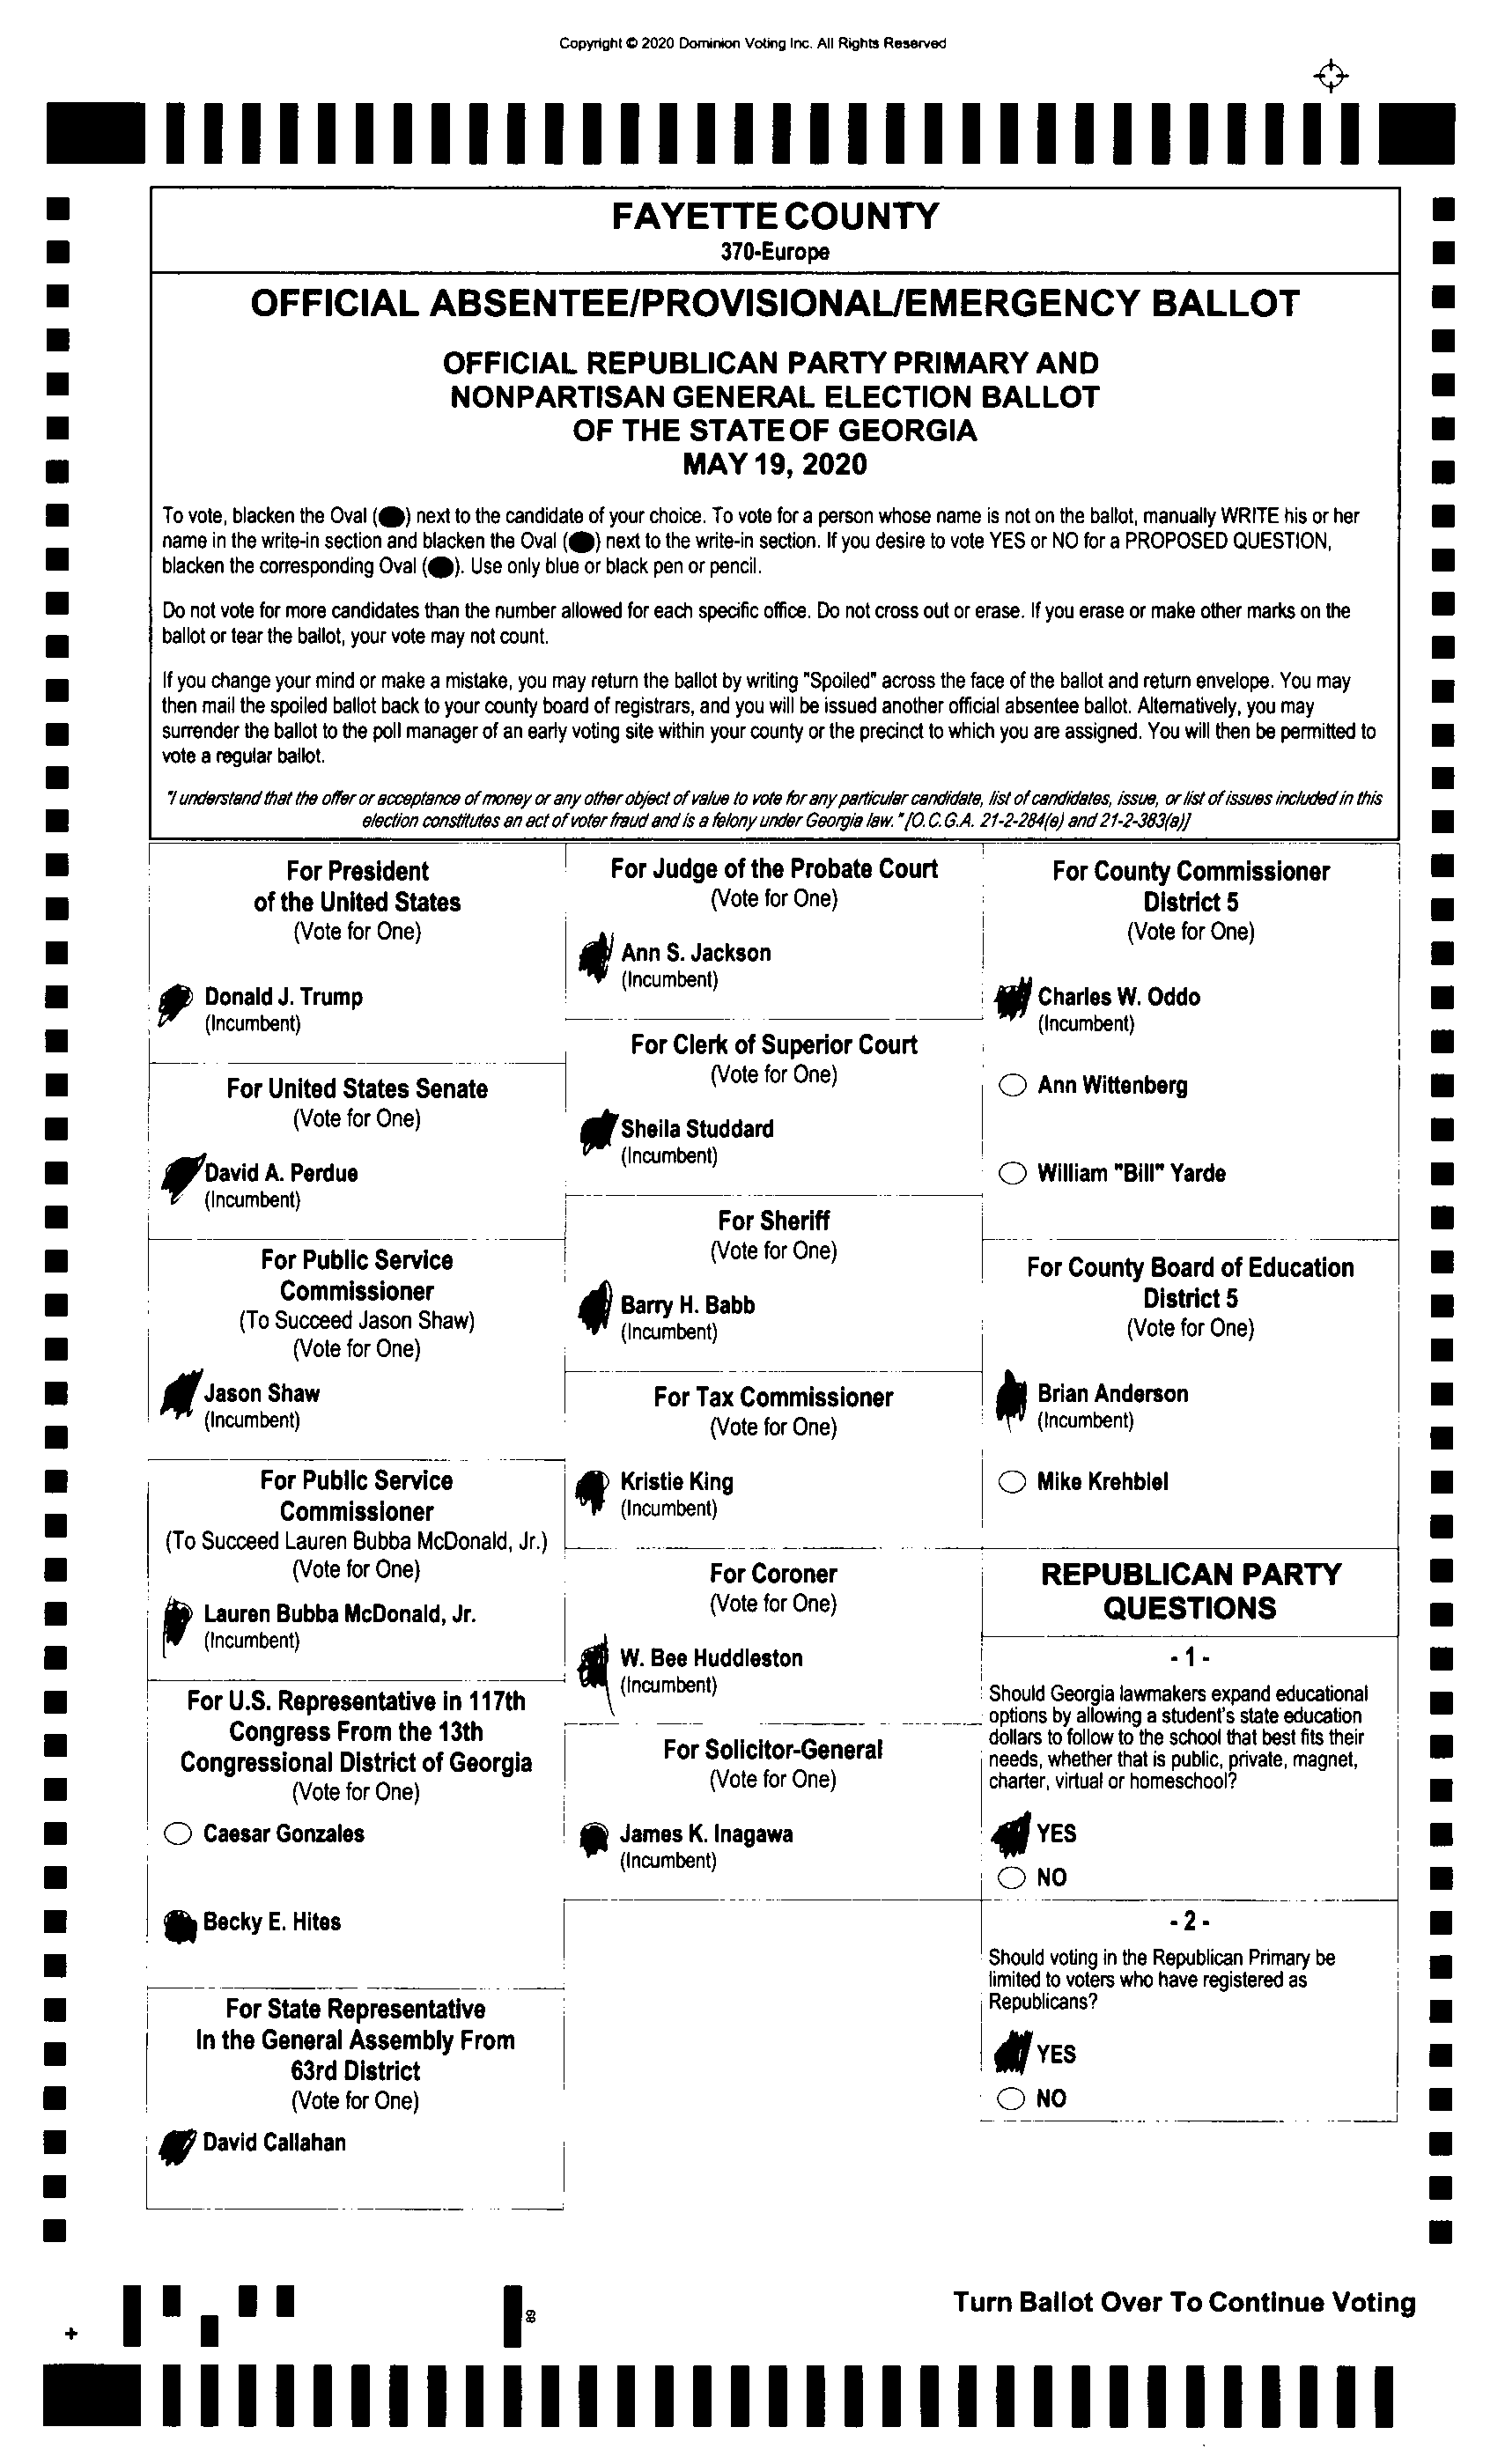 Copyright © 2020 Dominion Voting Inc. All Rights Reserved
FAYETTE COUNTY
370-Europe
OFFICIAL ABSENTEE/PROVISIONAL/EMERGENCY BALLOT
OFFICIAL REPUBLICAN PARTY PRIMARY AND
NONPARTISAN GENERAL ELECTION BALLOT
OF THE STATE OF GEORGIA
MAY 19, 2020
To vote, blacken the Oval (⬬) next to the candidate of your choice. To vote for a person whose name is not on the ballot, manually WRITE his or her
name in the write-in section and blacken the Oval (⬬) next to the write-in section. If you desire to vote YES or NO for a PROPOSED QUESTION,
blacken the corresponding Oval (⬬). Use only blue or black pen or pencil.
Do not vote for more candidates than the number allowed for each specific office. Do not cross out or erase. If you erase or make other marks on the
ballot or tear the ballot, your vote may not count.
If you change your mind or make a mistake, you may return the ballot by writing "Spoiled" across the face of the ballot and return envelope. You may
then mail the spoiled ballot back to your county board of registrars, and you will be issued another official absentee ballot. Alternatively, you may
surrender the ballot to the poll manager of an early voting site within your county or the precinct to which you are assigned. You will then be permitted to
vote a regular ballot.
"I understand that the offer or acceptance of money or any other object of value to vote for any particular candidate, list of candidates, issue, or list of issues included in this
election constitutes an act of voter fraud and is a felony under Georgia law." [O.C.G.A. 21-2-284(e) and 21-2-383(a)]
For President
of the United States
(Vote for One)
Donald J. Trump
(Incumbent)
For United States Senate
(Vote for One)
David A. Perdue
(Incumbent)
For Public Service
Commissioner
(To Succeed Jason Shaw)
(Vote for One)
Jason Shaw
(Incumbent)
For Public Service
Commissioner
(To Succeed Lauren Bubba McDonald, Jr.)
(Vote for One)
Lauren Bubba McDonald, Jr.
(Incumbent)
For U.S. Representative in 117th
Congress From the 13th
Congressional District of Georgia
(Vote for One)
Caesar Gonzales
Becky E. Hites
For State Representative
In the General Assembly From
63rd District
(Vote for One)
David Callahan
For Judge of the Probate Court
(Vote for One)
Ann S. Jackson
(Incumbent)
For Clerk of Superior Court
(Vote for One)
Sheila Studdard
(Incumbent)
For Sheriff
(Vote for One)
Barry H. Babb
(Incumbent)
For Tax Commissioner
(Vote for One)
Kristie King
(Incumbent)
For Coroner
(Vote for One)
W. Bee Huddleston
(Incumbent)
For Solicitor-General
(Vote for One)
James K. Inagawa
(Incumbent)
For County Commissioner
District 5
(Vote for One)
Charles W. Oddo
(Incumbent)
Ann Wittenberg
William "Bill" Yarde
For County Board of Education
District 5
(Vote for One)
Brian Anderson
(Incumbent)
Mike Krehbiel
REPUBLICAN PARTY
QUESTIONS
- 1 -
Should Georgia lawmakers expand educational
options by allowing a student's state education
dollars to follow to the school that best fits their
needs, whether that is public, private, magnet,
charter, virtual or homeschool?
YES
NO
- 2 -
Should voting in the Republican Primary be
limited to voters who have registered as
Republicans?
YES
NO
89
Turn Ballot Over To Continue Voting
+